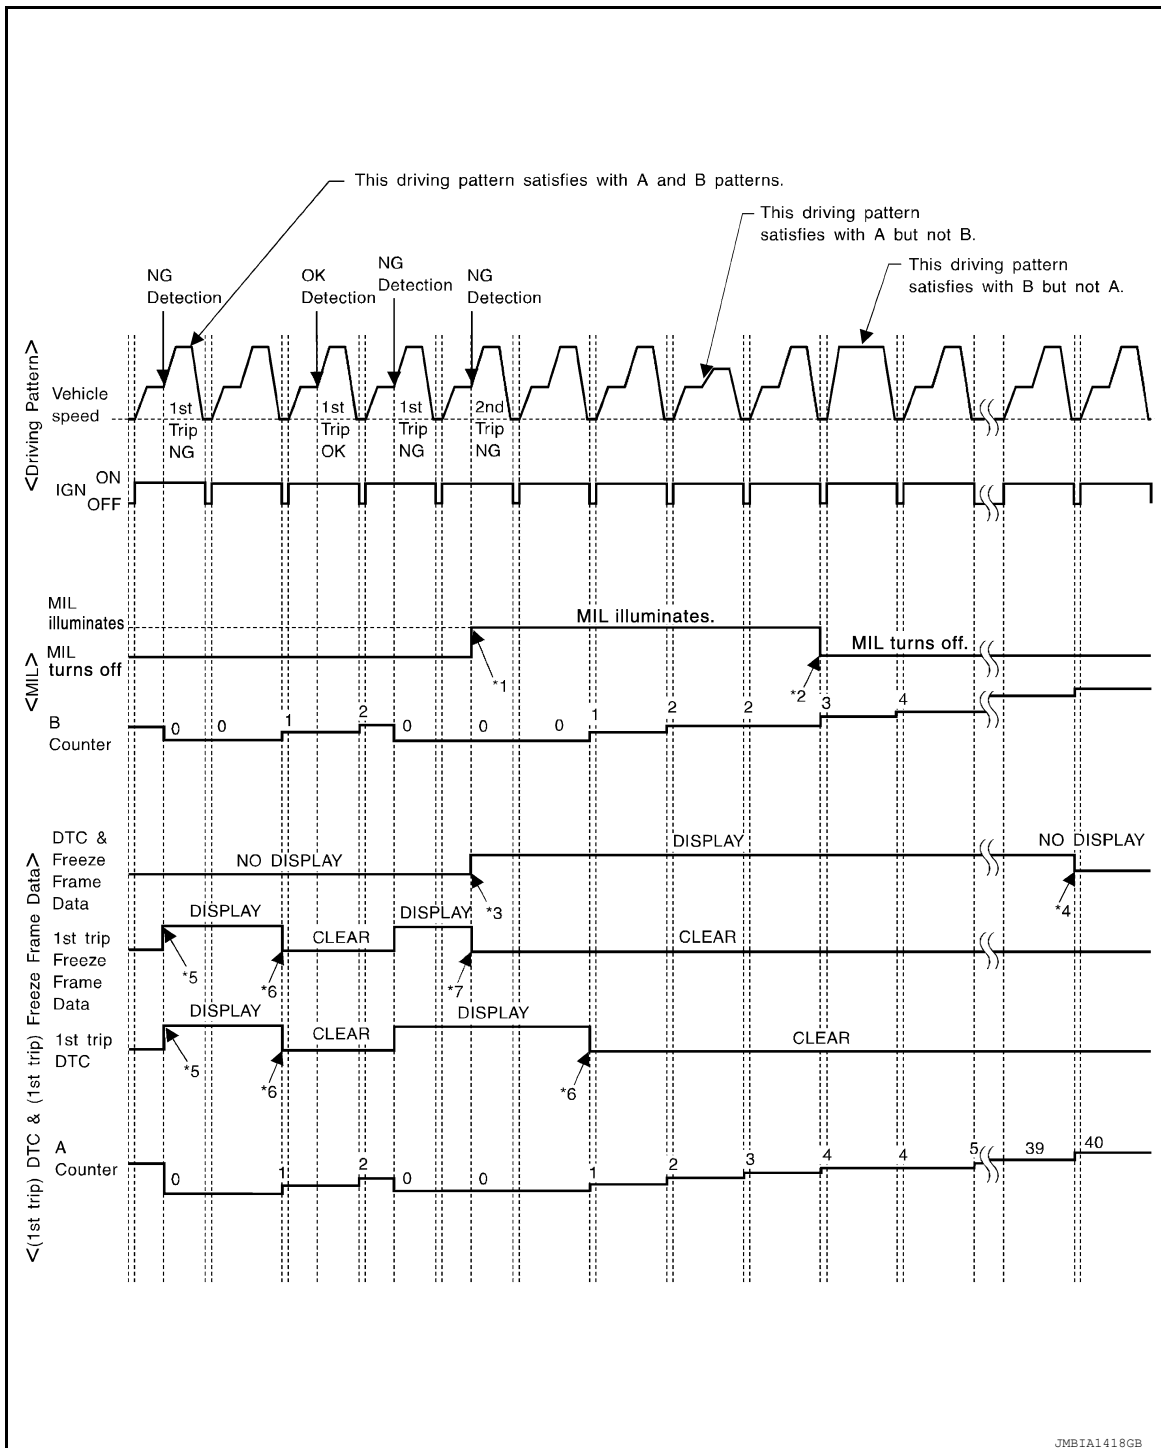 This driving pattern satisfies with A and B patterns.
This driving pattern
satisfies with A but not B.
This driving pattern
satisfies with B but not A.
NG
Detection
OK
Detection
NG
Detection
NG
Detection
<Driving Pattern>
Vehicle
speed
1st
Trip
NG
1st
Trip
OK
1st
Trip
NG
2nd
Trip
NG
IGN
ON
OFF
<MIL>
MIL
illuminates
MIL illuminates.
MIL
turns off
*1
*2
MIL turns off.
B
Counter
0 0 1 2 0 0 0 1 2 2 3 4
<(1st trip) DTC & (1st trip) Freeze Frame Data>
DTC &
Freeze
Frame
Data
NO DISPLAY
DISPLAY
NO DISPLAY
*3
*4
1st trip
Freeze
Frame
Data
DISPLAY
CLEAR
DISPLAY
CLEAR
*5
*6
*7
1st trip
DTC
DISPLAY
CLEAR
DISPLAY
CLEAR
*5
*6
*6
A
Counter
0 1 2 0 0 1 2 3 4 4 5 39 40
JMBIA1418GB